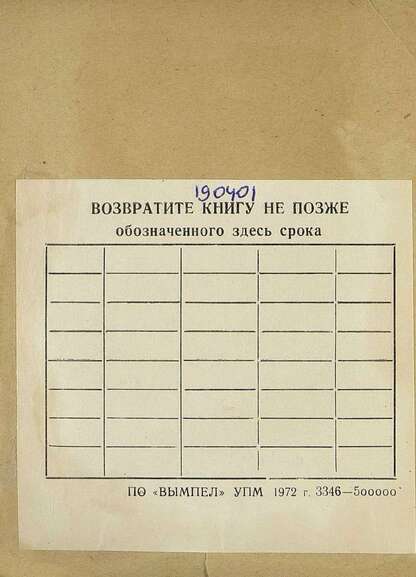 190401
ВОЗВРАТИТЕ КНИГУ НЕ ПОЗЖЕ
обозначенного здесь срока
ПО «ВЫМПЕЛ» УПМ 1972 г. 3346—500000